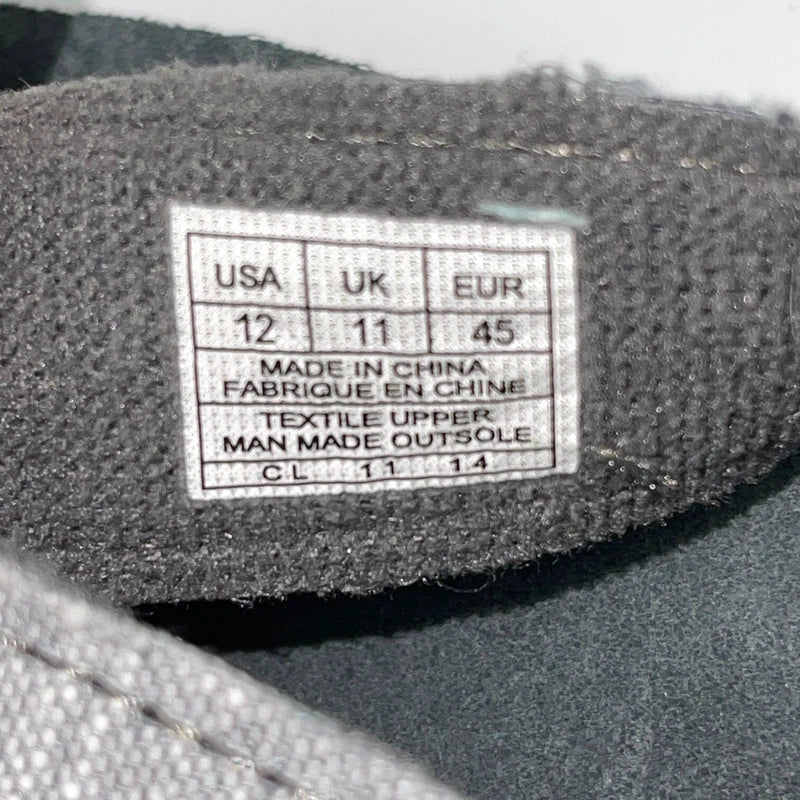 USA UK EUR
12 11 45
MADE IN CHINA
FABRIQUE EN CHINE
TEXTILE UPPER
MAN MADE OUTSOLE
CL 11 14